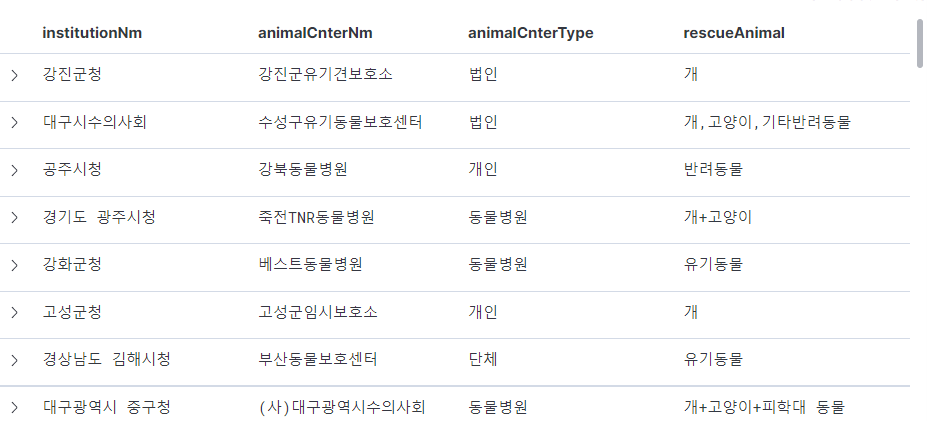 institutionNm animalCnterNm animalCnterType rescueAnimal
강진군청 강진군유기견보호소 법인 개
대구시수의사회 수성구유기동물보호센터 법인 개,고양이,기타반려동물
공주시청 강북동물병원 개인 반려동물
경기도 광주시청 죽전TNR동물병원 동물병원 개+고양이
강화군청 베스트동물병원 동물병원 유기동물
고성군청 고성군임시보호소 개인 개
경상남도 김해시청 부산동물보호센터 단체 유기동물
대구광역시 중구청 (사)대구광역시수의사회 동물병원 개+고양이+피학대 동물